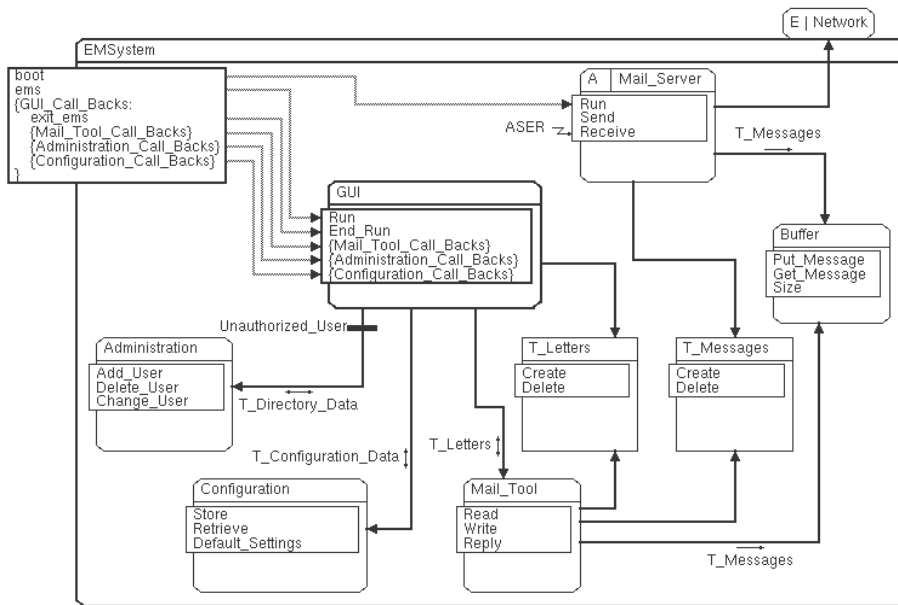 E | Network
EMSystem
boot
ems
{GUI_Call_Backs:
exit_ems
{Mail_Tool_Call_Backs}
{Administration_Call_Backs}
{Configuration_Call_Backs}
}
A Mail_Server
Run
Send
Receive
ASER
T_Messages
GUI
Run
End_Run
{Mail_Tool_Call_Backs}
{Administration_Call_Backs}
{Configuration_Call_Backs}
Buffer
Put_Message
Get_Message
Size
Unauthorized_User
Administration
Add_User
Delete_User
Change_User
T_Directory_Data
T_Letters
Create
Delete
T_Messages
Create
Delete
T_Configuration_Data
T_Letters
Configuration
Store
Retrieve
Default_Settings
Mail_Tool
Read
Write
Reply
T_Messages